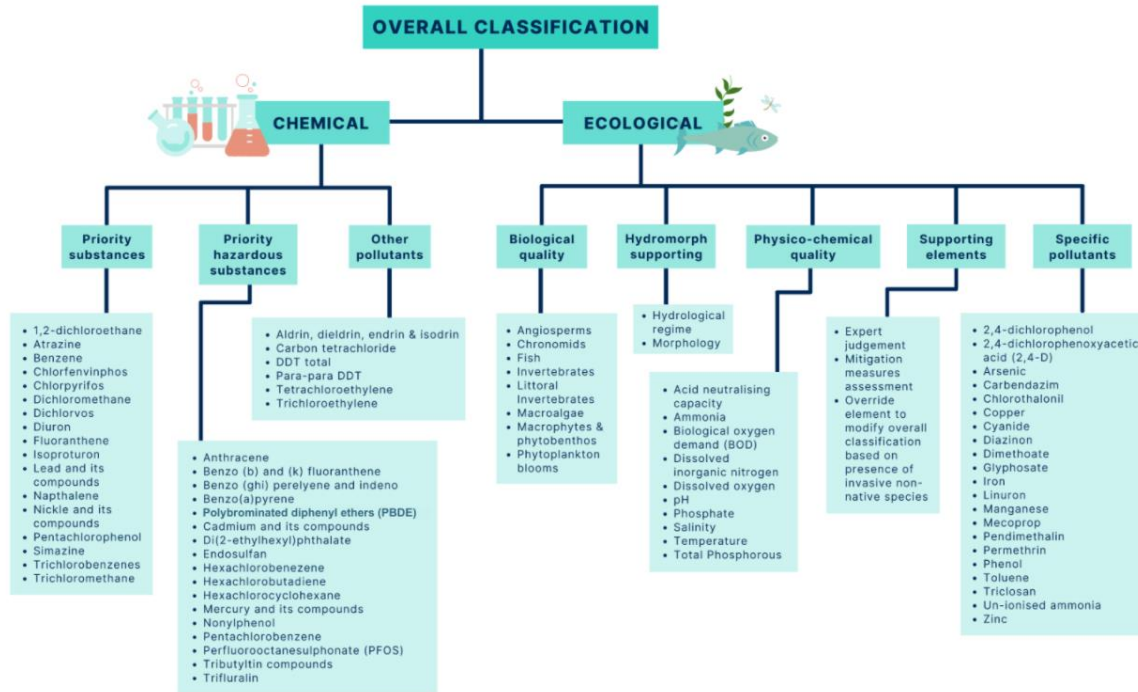 OVERALL CLASSIFICATION
CHEMICAL
ECOLOGICAL
Priority
substances
Priority
hazardous
substances
Other
pollutants
Biological
quality
Hydromorph
supporting
Physico-chemical
quality
Supporting
elements
Specific
pollutants
• 1,2-dichloroethane
• Atrazine
• Benzene
• Chlorfenvinphos
• Chlorpyrifos
• Dichloromethane
• Dichlorvos
• Diuron
• Fluoranthene
• Isoproturon
• Lead and its
compounds
• Napthalene
• Nickle and its
compounds
• Pentachlorophenol
• Simazine
• Trichlorobenzenes
• Trichloromethane
• Anthracene
• Benzo (b) and (k) fluoranthene
• Benzo (ghi) perelyene and indeno
• Benzo(a)pyrene
• Polybrominated diphenyl ethers (PBDE)
• Cadmium and its compounds
• Di(2-ethylhexyl)phthalate
• Endosulfan
• Hexachlorobenezene
• Hexachlorobutadiene
• Hexachlorocyclohexane
• Mercury and its compounds
• Nonylphenol
• Pentachlorobenzene
• Perfluorooctanesulphonate (PFOS)
• Tributyltin compounds
• Trifluralin
• Aldrin, dieldrin, endrin & isodrin
• Carbon tetrachloride
• DDT total
• Para-para DDT
• Tetrachloroethylene
• Trichloroethylene
• Angiosperms
• Chronomids
• Fish
• Invertebrates
• Littoral
Invertebrates
• Macroalgae
• Macrophytes &
phytobenthos
• Phytoplankton
blooms
• Hydrological
regime
• Morphology
• Acid neutralising
capacity
• Ammonia
• Biological oxygen
demand (BOD)
• Dissolved
inorganic nitrogen
• Dissolved oxygen
• pH
• Phosphate
• Salinity
• Temperature
• Total Phosphorous
• Expert
judgement
• Mitigation
measures
assessment
• Override
element to
modify overall
classification
based on
presence of
invasive non-
native species
• 2,4-dichlorophenol
• 2,4-dichlorophenoxyacetic
acid (2,4-D)
• Arsenic
• Carbendazim
• Chlorothalonil
• Copper
• Cyanide
• Diazinon
• Dimethoate
• Glyphosate
• Iron
• Linuron
• Manganese
• Mecoprop
• Pendimethalin
• Permethrin
• Phenol
• Toluene
• Triclosan
• Un-ionised ammonia
• Zinc